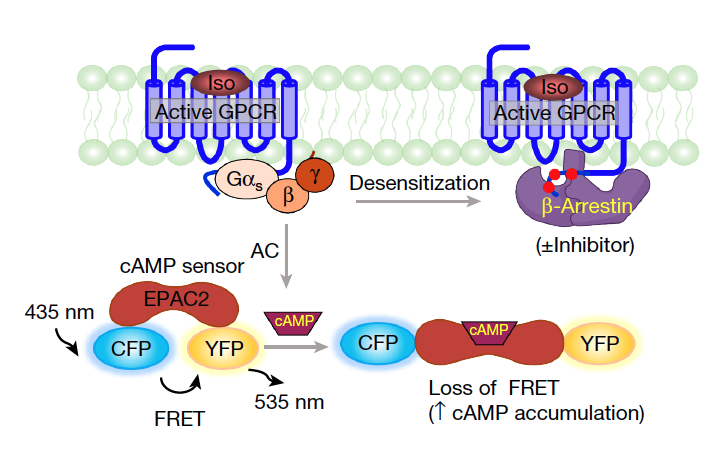 Iso
Active GPCR
Iso
Active GPCR
Gαs
β
γ
Desensitization
β-Arrestin
(±Inhibitor)
AC
cAMP sensor
EPAC2
435 nm
CFP
YFP
cAMP
FRET
535 nm
CFP
cAMP
YFP
Loss of FRET
(↑ cAMP accumulation)